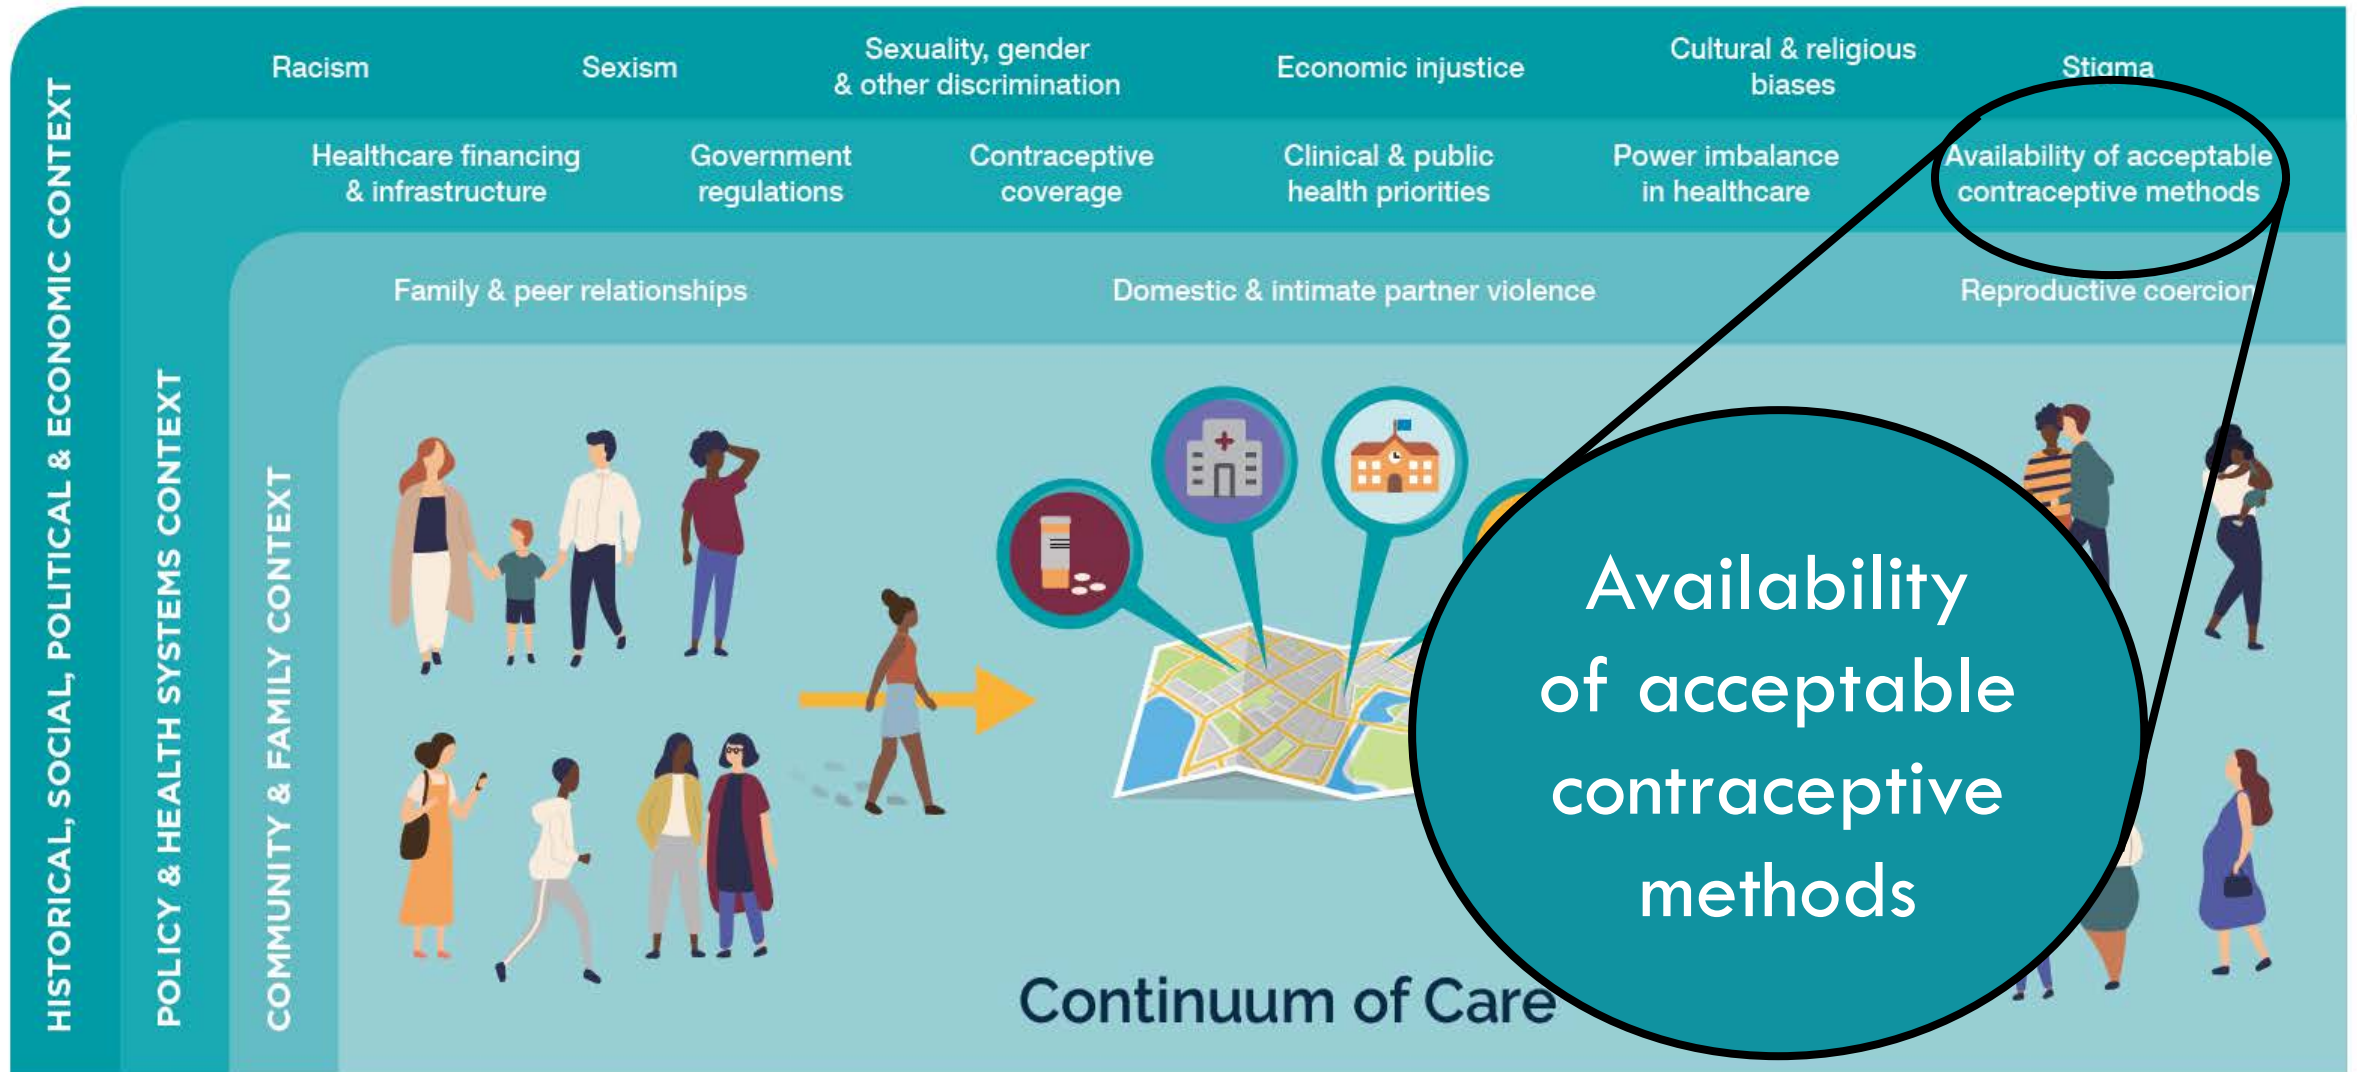 HISTORICAL, SOCIAL, POLITICAL & ECONOMIC CONTEXT
Racism
Sexism
Sexuality, gender
& other discrimination
Economic injustice
Cultural & religious
biases
Stigma
POLICY & HEALTH SYSTEMS CONTEXT
Healthcare financing
& infrastructure
Government
regulations
Contraceptive
coverage
Clinical & public
health priorities
Power imbalance
in healthcare
Availability of acceptable
contraceptive methods
COMMUNITY & FAMILY CONTEXT
Family & peer relationships
Domestic & intimate partner violence
Reproductive coercion
Availability
of acceptable
contraceptive
methods
Continuum of Care